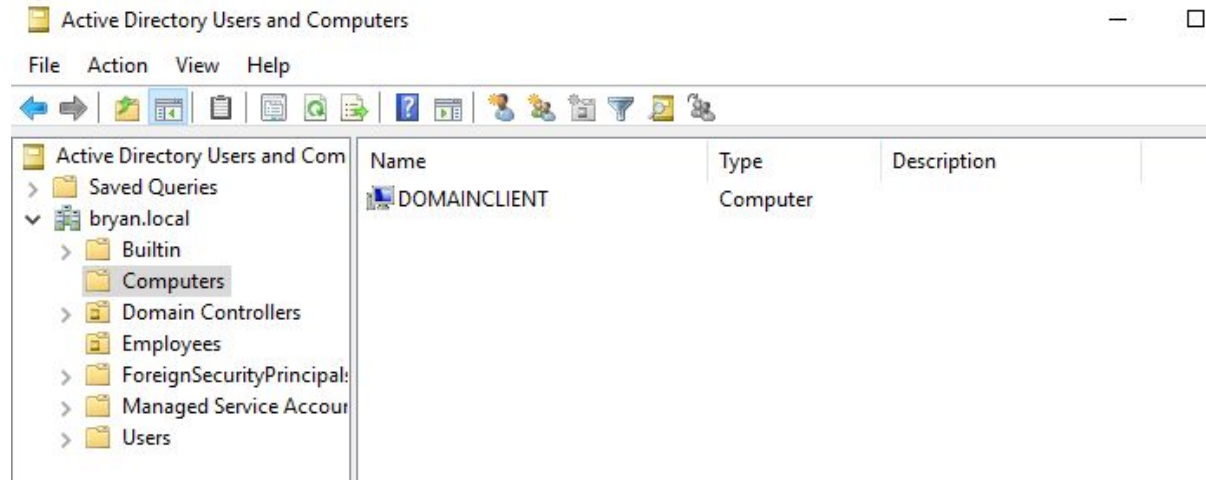 Active Directory Users and Computers
File Action View Help
Active Directory Users and Com
Saved Queries
bryan.local
Builtin
Computers
Domain Controllers
Employees
ForeignSecurityPrincipals
Managed Service Accour
Users
Name Type Description
DOMAINCLIENT Computer